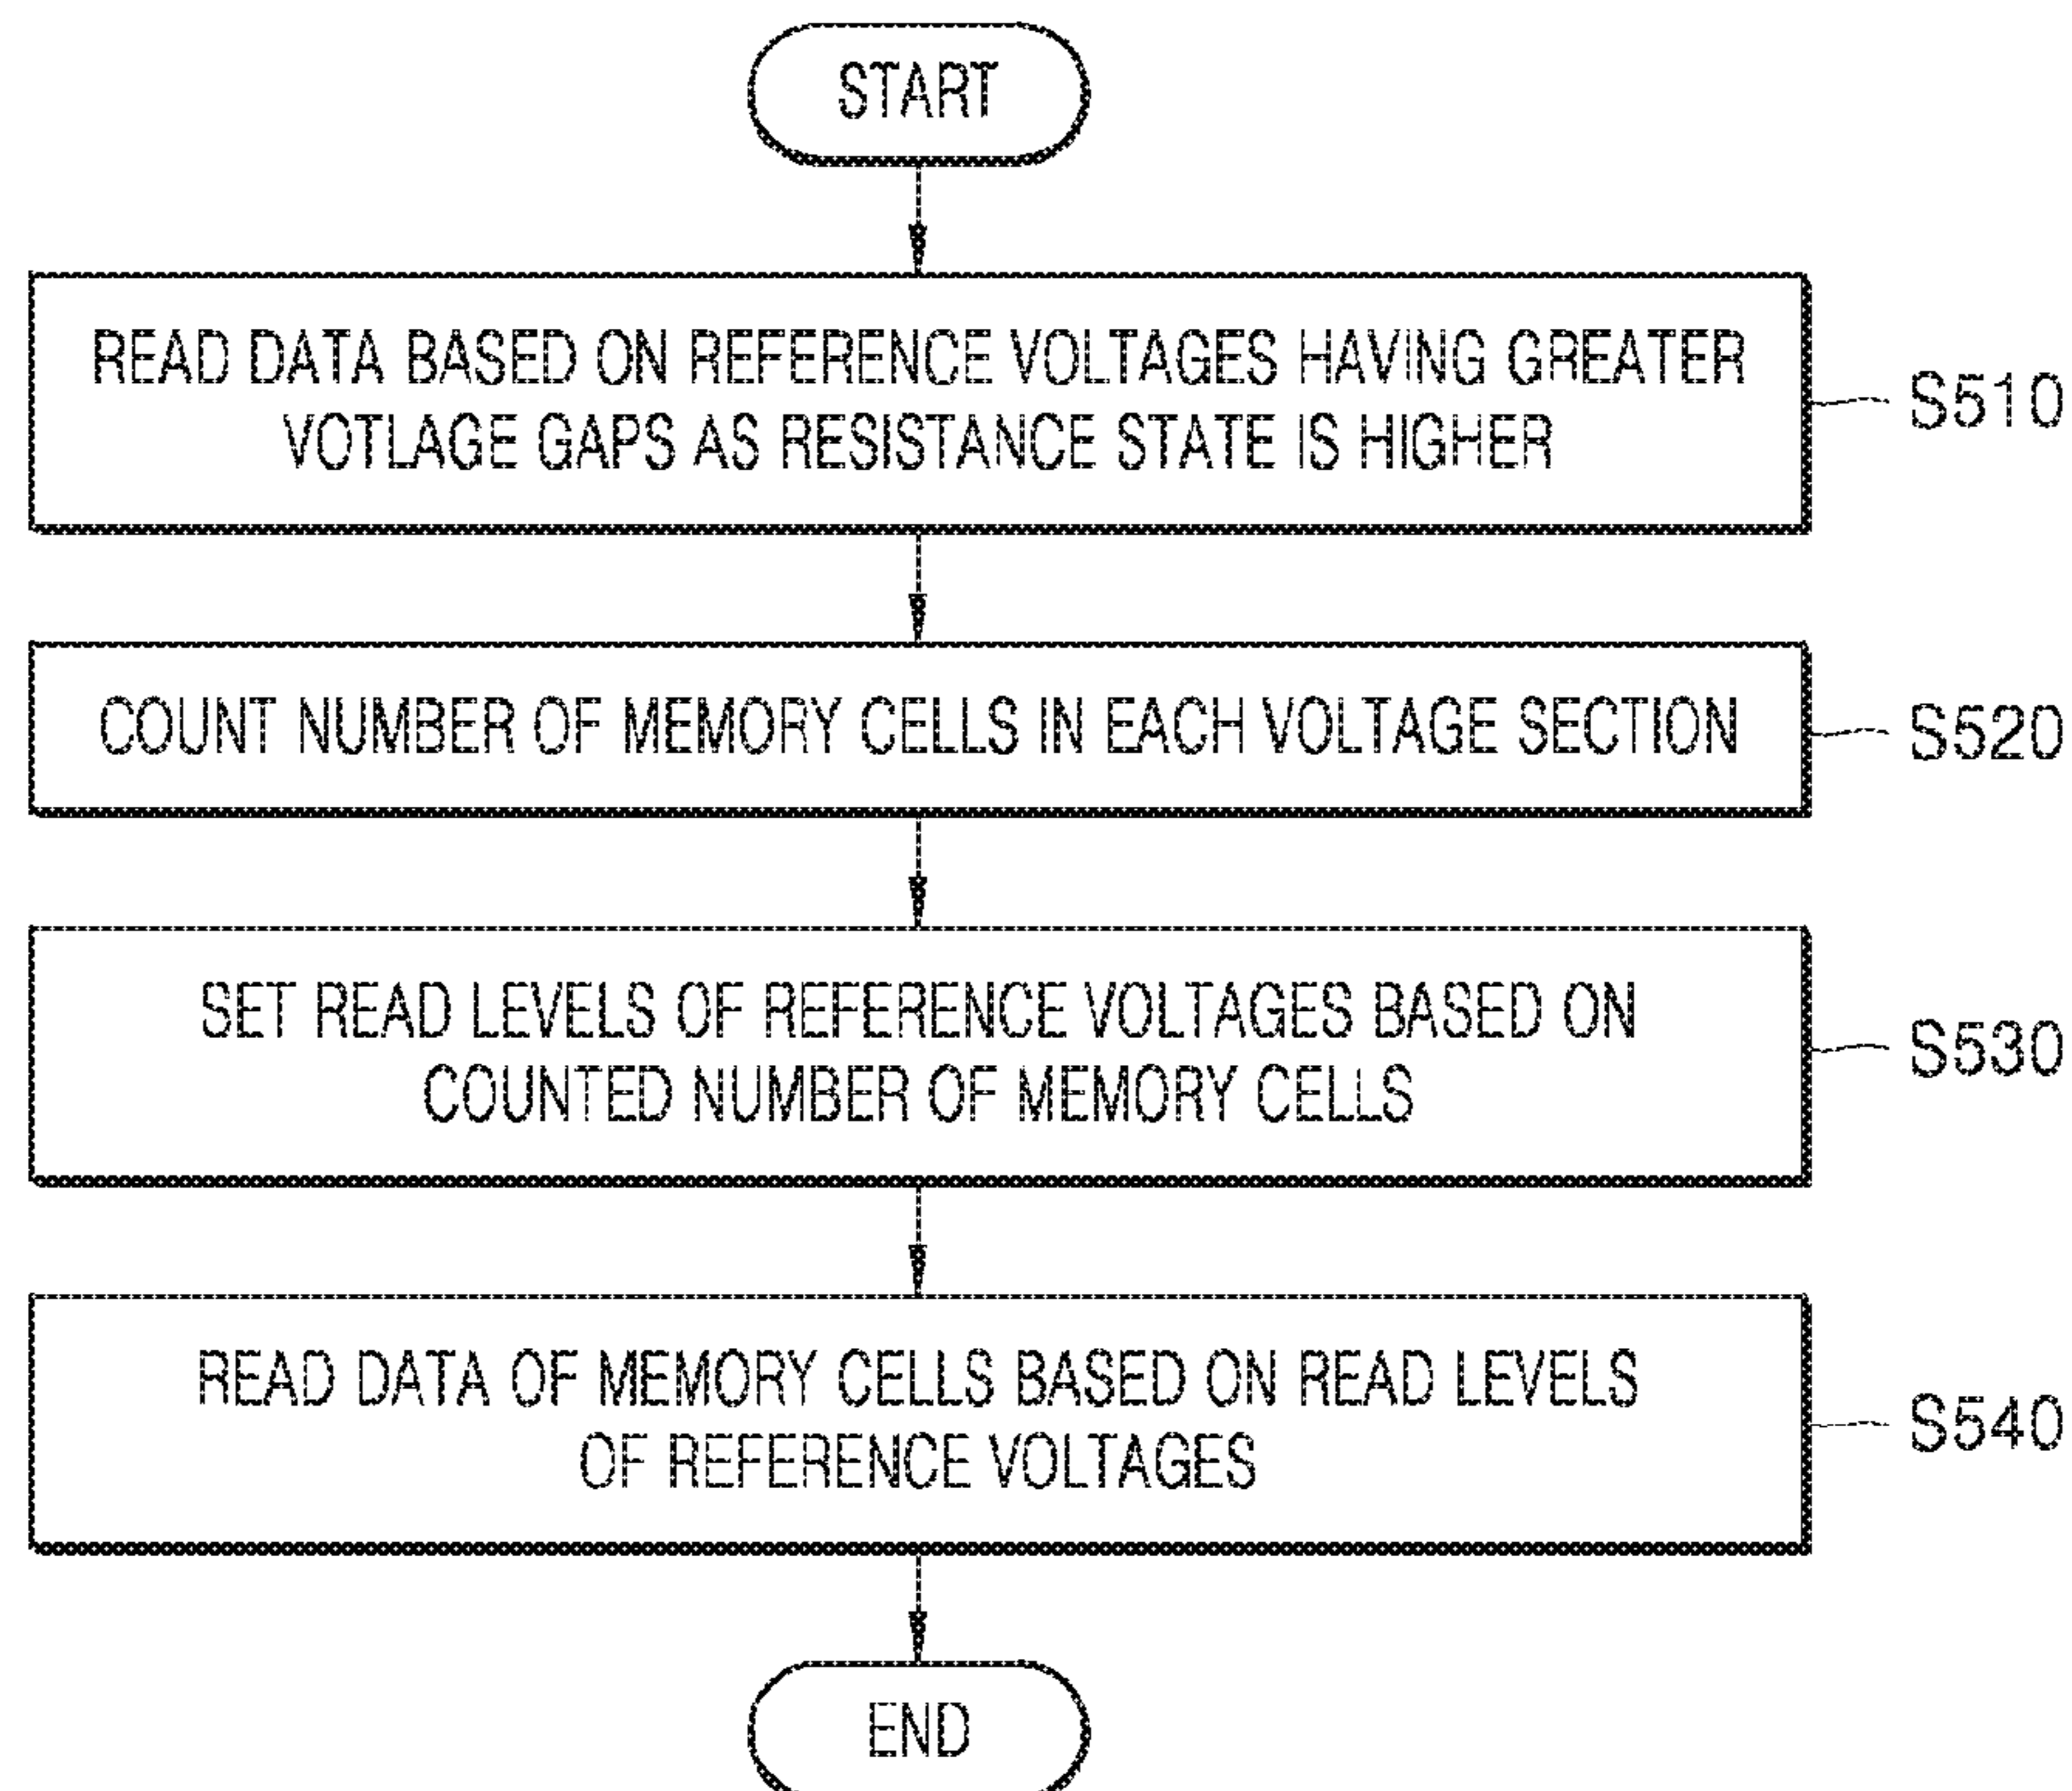 START
READ DATA BASED ON REFERENCE VOLTAGES HAVING GREATER
VOTLAGE GAPS AS RESISTANCE STATE IS HIGHER
S510
COUNT NUMBER OF MEMORY CELLS IN EACH VOLTAGE SECTION
S520
SET READ LEVELS OF REFERENCE VOLTAGES BASED ON
COUNTED NUMBER OF MEMORY CELLS
S530
READ DATA OF MEMORY CELLS BASED ON READ LEVELS
OF REFERENCE VOLTAGES
S540
END